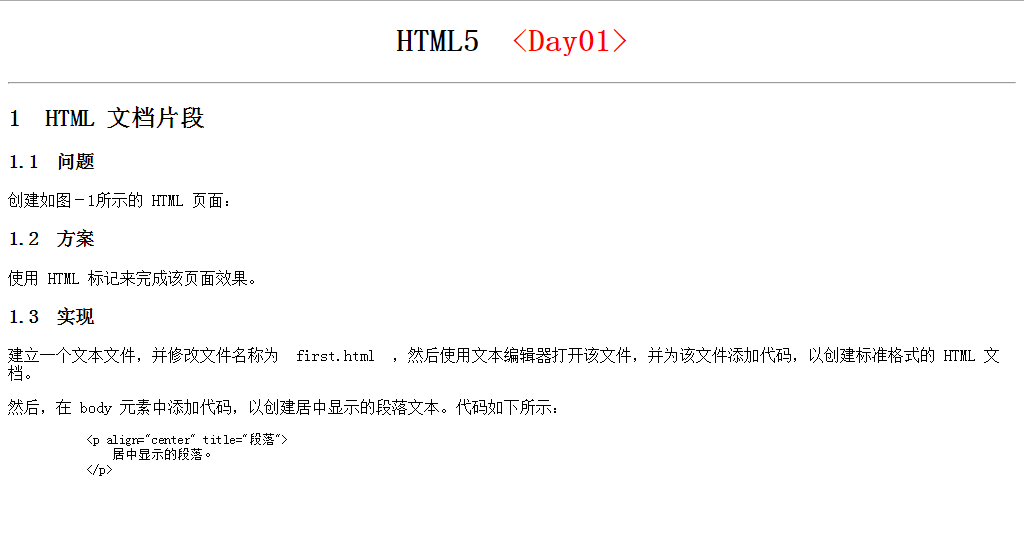 HTML5 <Day01>
1 HTML 文档片段
1.1 问题
创建如图-1所示的 HTML 页面:
1.2 方案
使用 HTML 标记来完成该页面效果。
1.3 实现
建立一个文本文件,并修改文件名称为 first.html ,然后使用文本编辑器打开该文件,并为该文件添加代码,以创建标准格式的 HTML 文
档。
然后,在 body 元素中添加代码,以创建居中显示的段落文本。代码如下所示:
<p align="center" title="段落">
居中显示的段落。
</p>